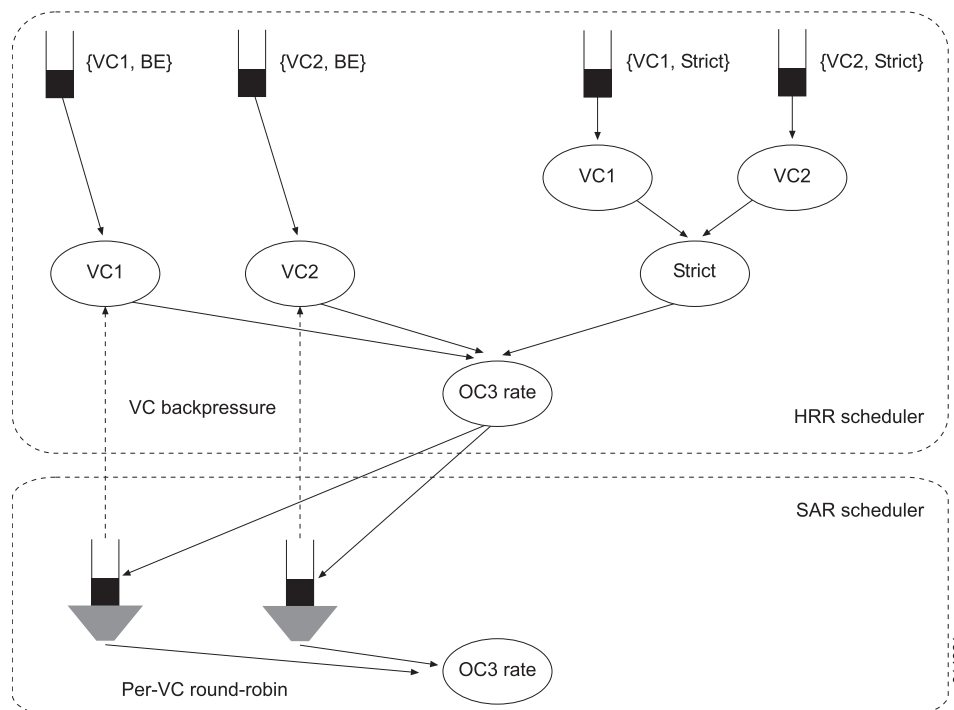 {VC1, BE}
{VC2, BE}
{VC1, Strict}
{VC2, Strict}
VC1
VC2
VC1
VC2
Strict
OC3 rate
VC backpressure
HRR scheduler
SAR scheduler
OC3 rate
Per-VC round-robin